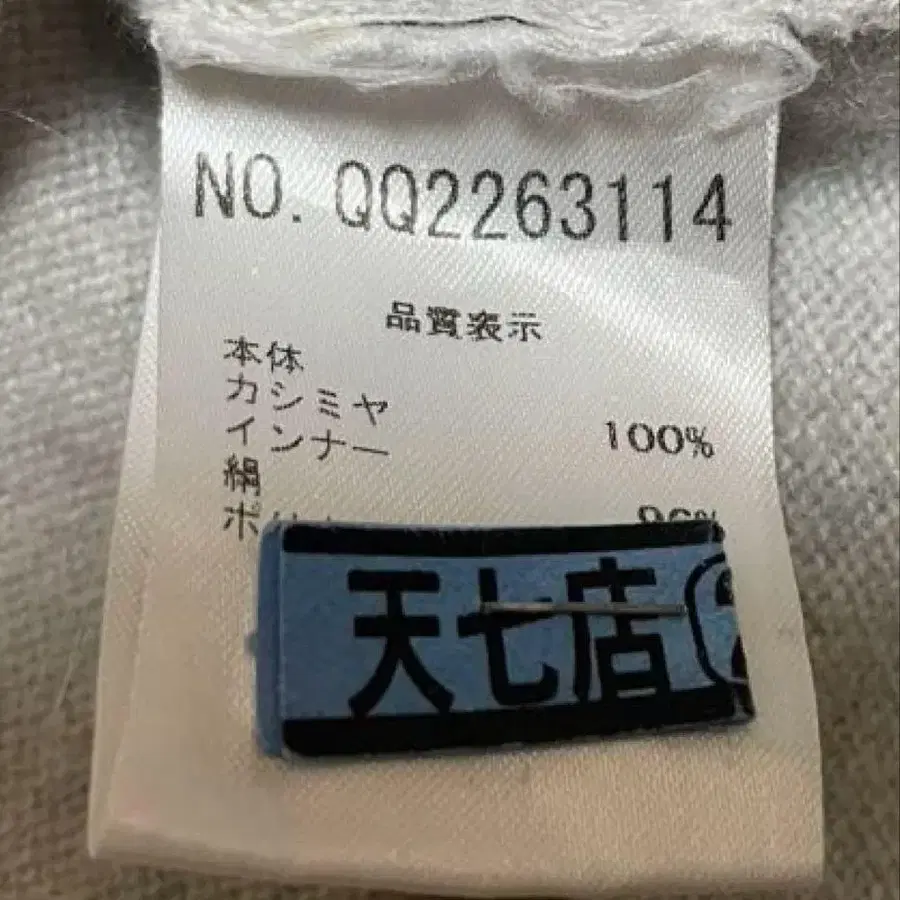 NO. QQ2263114
品質表示
本体
カシミヤ
インナー 100%
絹
天七店